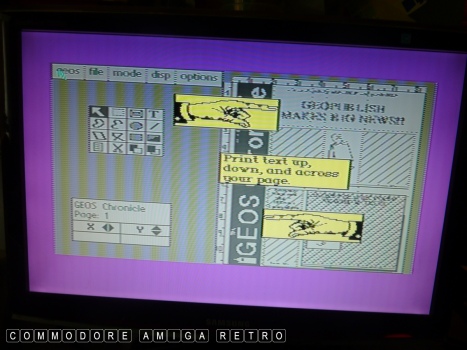 geos file mode disp options
GEOPUBLISH
MAKES BIG NEWS!!
Print text up,
down, and across
your page.
GEOS Chronicle
Page: 1
X Y
GEOS
COMMODORE AMIGA RETRO